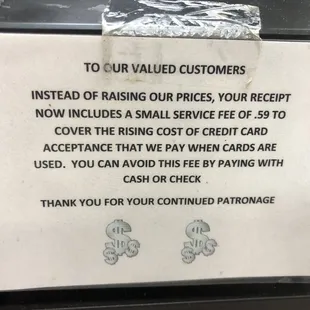 TO OUR VALUED CUSTOMERS
INSTEAD OF RAISING OUR PRICES, YOUR RECEIPT
NOW INCLUDES A SMALL SERVICE FEE OF .59 TO
COVER THE RISING COST OF CREDIT CARD
ACCEPTANCE THAT WE PAY WHEN CARDS ARE
USED. YOU CAN AVOID THIS FEE BY PAYING WITH
CASH OR CHECK
THANK YOU FOR YOUR CONTINUED PATRONAGE